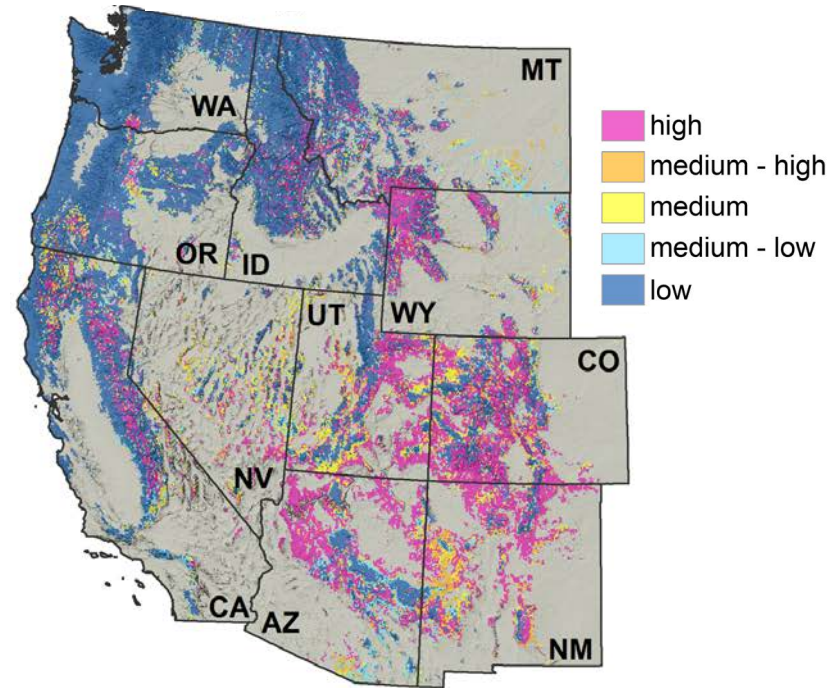 MT
WA
OR
ID
WY
UT
CO
NV
CA
AZ
NM
high
medium - high
medium
medium - low
low